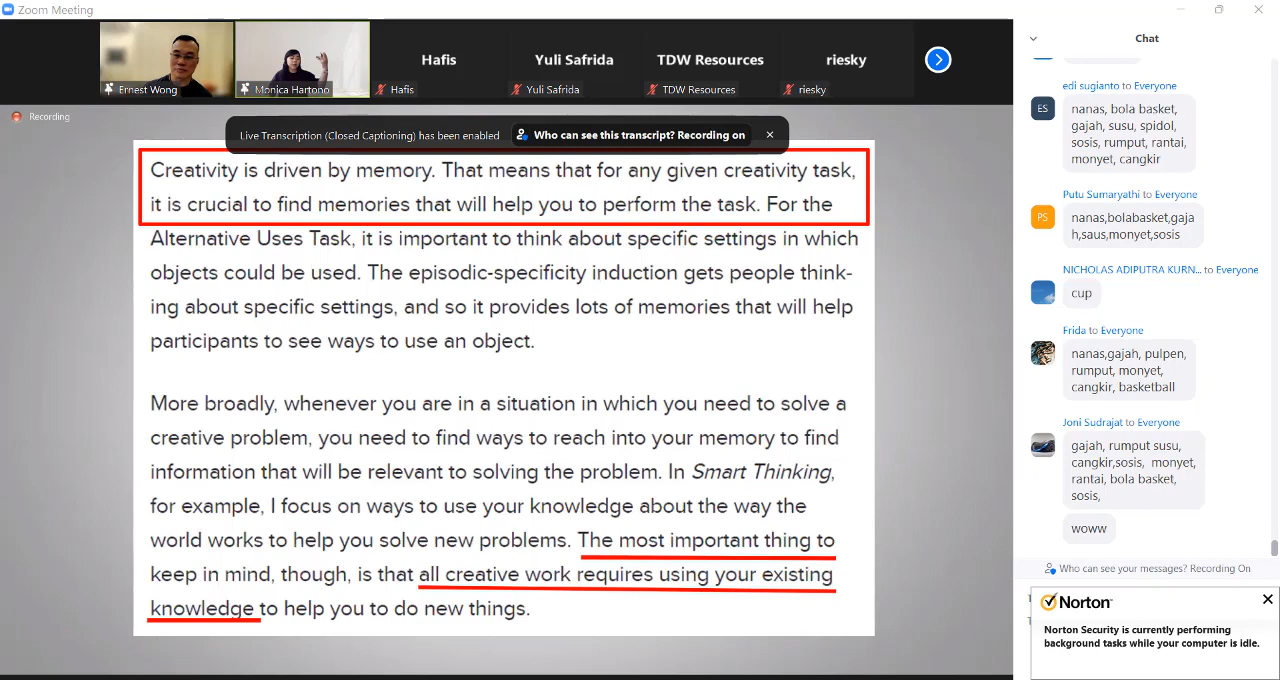 Zoom Meeting
Ernest Wong
Monica Hartono
Hafis
Hafis
Yuli Safrida
Yuli Safrida
TDW Resources
TDW Resources
riesky
riesky
Recording
Live Transcription (Closed Captioning) has been enabled
Who can see this transcript? Recording on
Creativity is driven by memory. That means that for any given creativity task,
it is crucial to find memories that will help you to perform the task. For the
Alternative Uses Task, it is important to think about specific settings in which
objects could be used. The episodic-specificity induction gets people think-
ing about specific settings, and so it provides lots of memories that will help
participants to see ways to use an object.
More broadly, whenever you are in a situation in which you need to solve a
creative problem, you need to find ways to reach into your memory to find
information that will be relevant to solving the problem. In Smart Thinking,
for example, I focus on ways to use your knowledge about the way the
world works to help you solve new problems. The most important thing to
keep in mind, though, is that all creative work requires using your existing
knowledge to help you to do new things.
Chat
edi sugianto to Everyone
ES
nanas, bola basket,
gajah, susu, spidol,
sosis, rumput, rantai,
monyet, cangkir
Putu Sumaryathi to Everyone
PS
nanas,bolabasket,gaja
h,saus,monyet,sosis
NICHOLAS ADIPUTRA KURN... to Everyone
cup
Frida to Everyone
nanas,gajah, pulpen,
rumput, monyet,
cangkir, basketball
Joni Sudrajat to Everyone
gajah, rumput susu,
cangkir,sosis, monyet,
rantai, bola basket,
sosis,
woww
Who can see your messages? Recording On
Norton
Norton Security is currently performing
background tasks while your computer is idle.